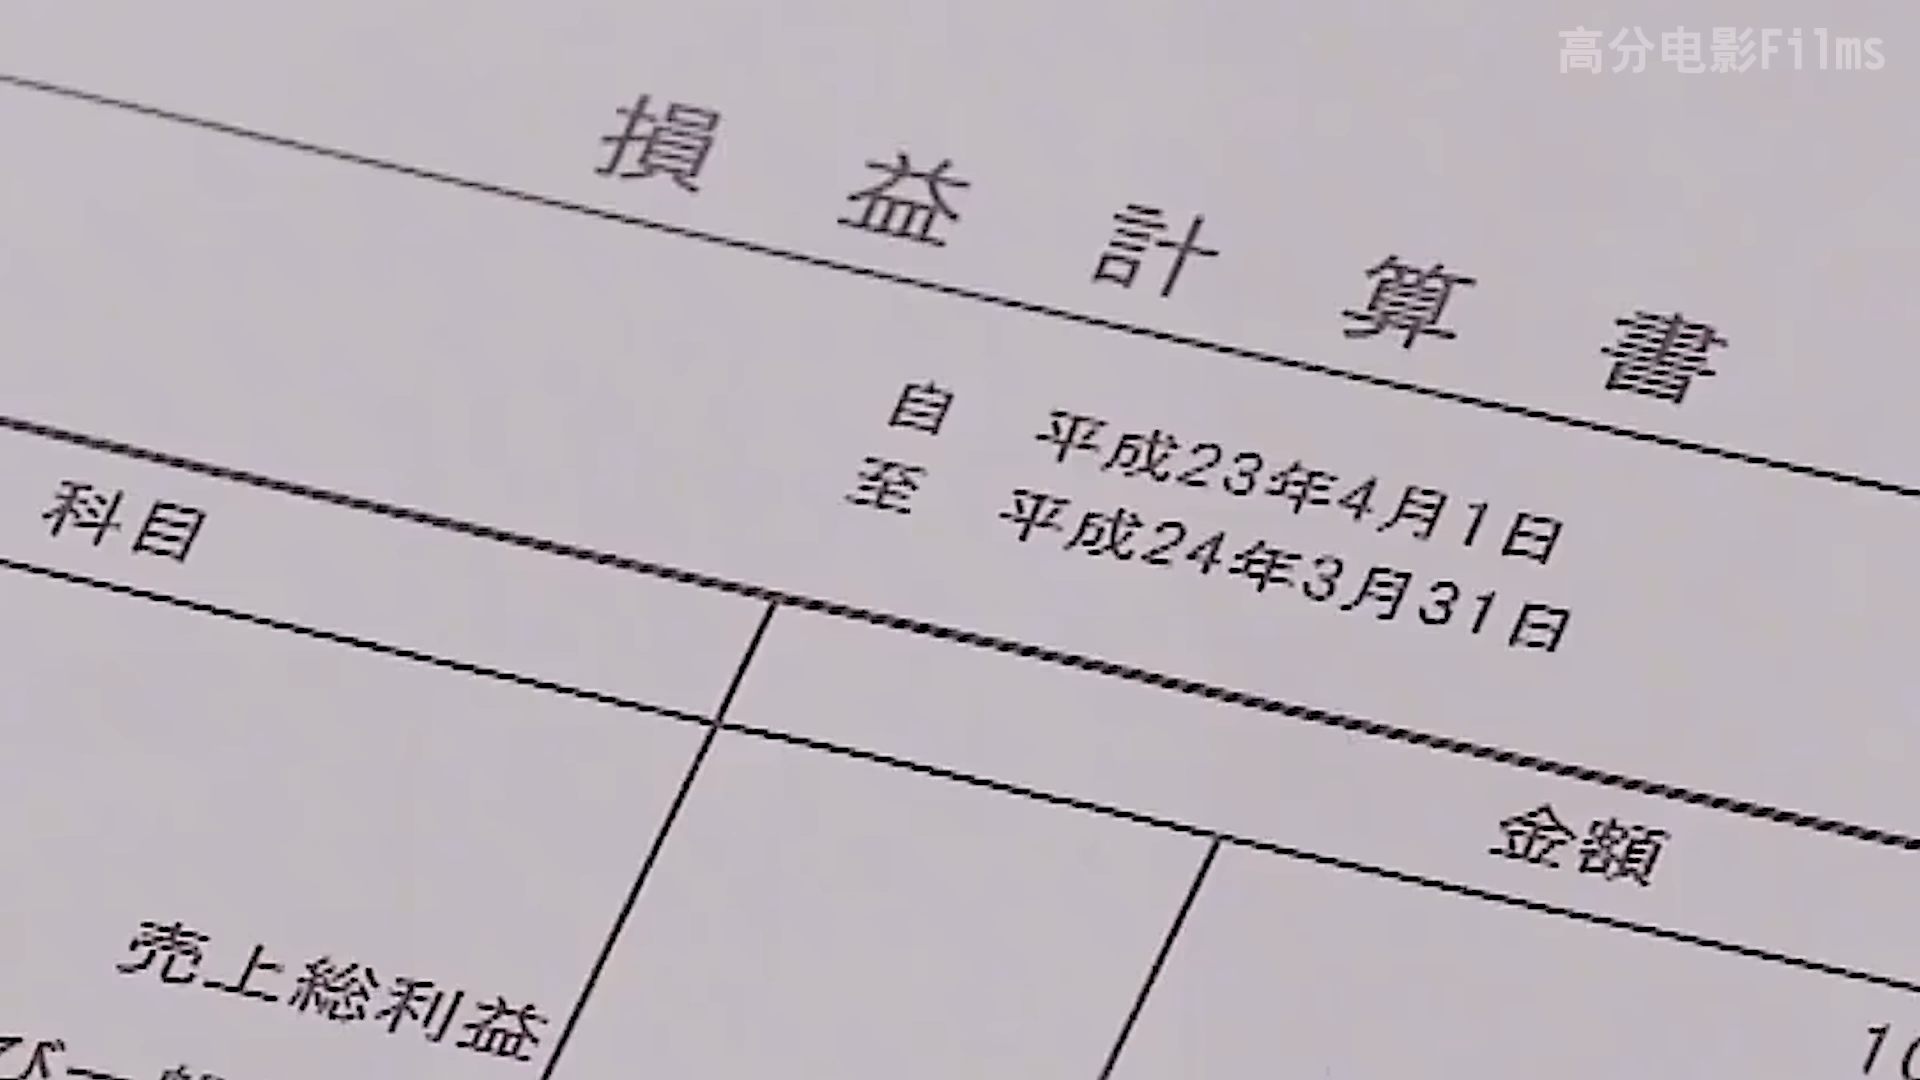 高分电影Films
損益計算書
自 平成23年4月1日
至 平成24年3月31日
科目
金額
売上総利益
10